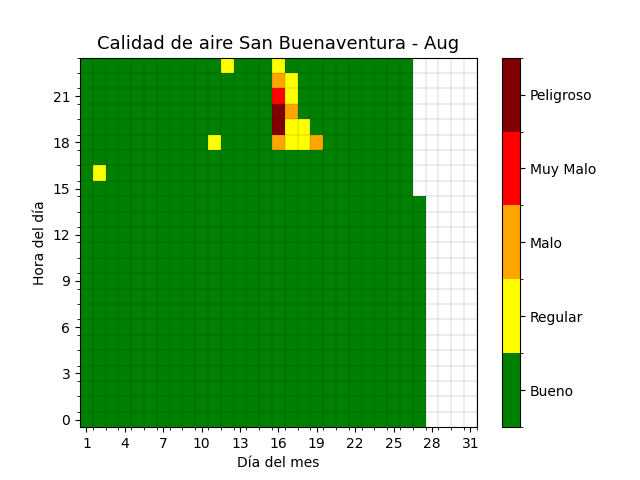 Calidad de aire San Buenaventura - Aug
Hora del día
21
18
15
12
9
6
3
0
1 4 7 10 13 16 19 22 25 28 31
Día del mes
Peligroso
Muy Malo
Malo
Regular
Bueno